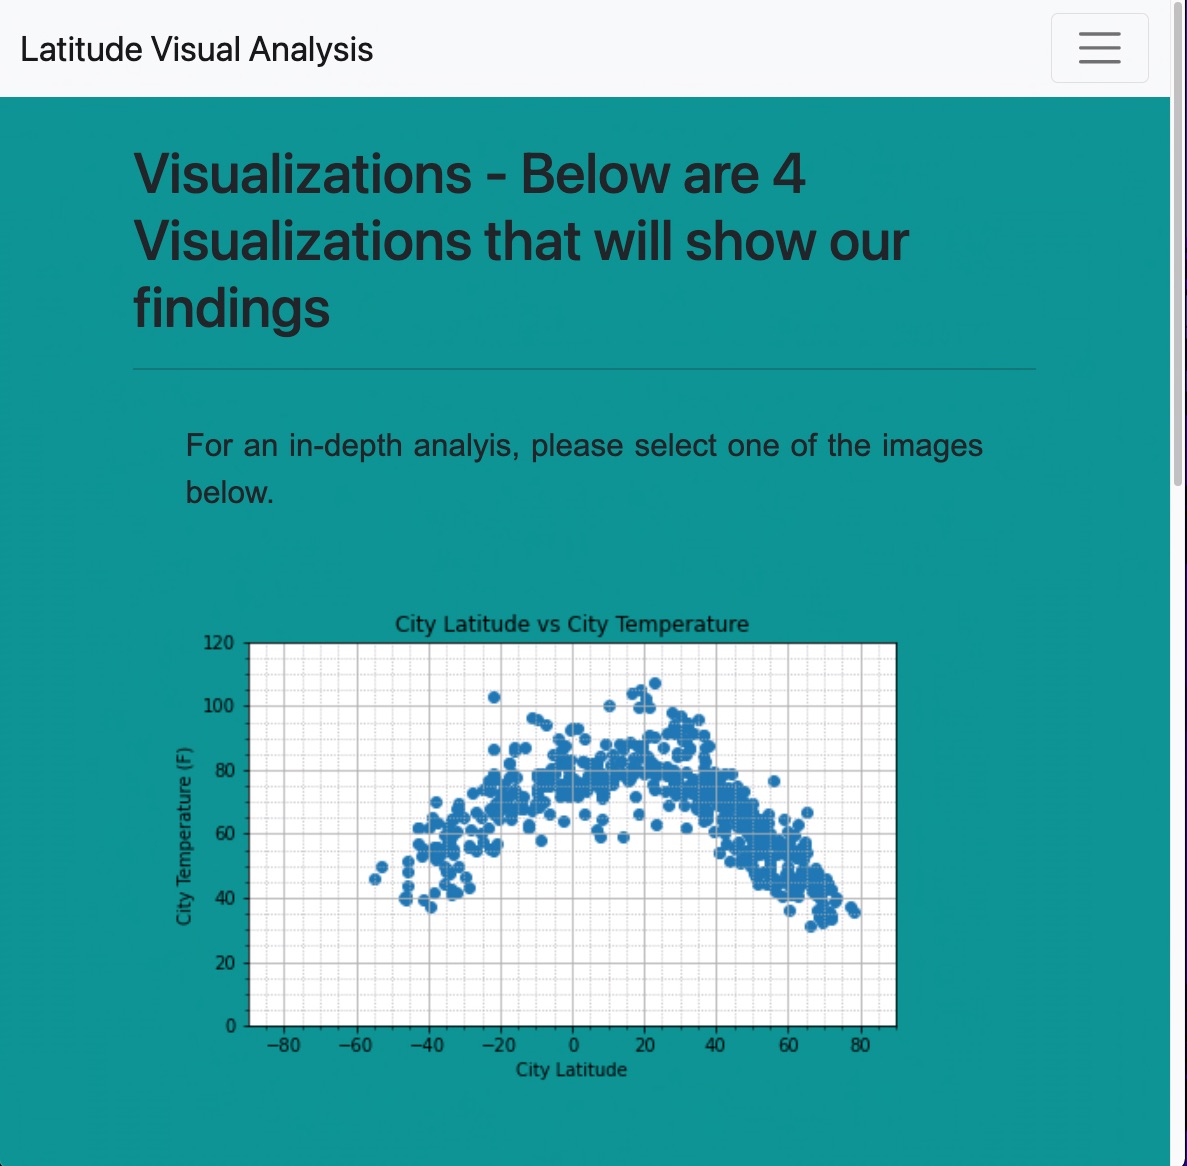 Latitude Visual Analysis
Visualizations - Below are 4
Visualizations that will show our
findings
For an in-depth analyis, please select one of the images
below.
City Latitude vs City Temperature
120
100
80
60
40
20
0
City Temperature (F)
−80 −60 −40 −20 0 20 40 60 80
City Latitude